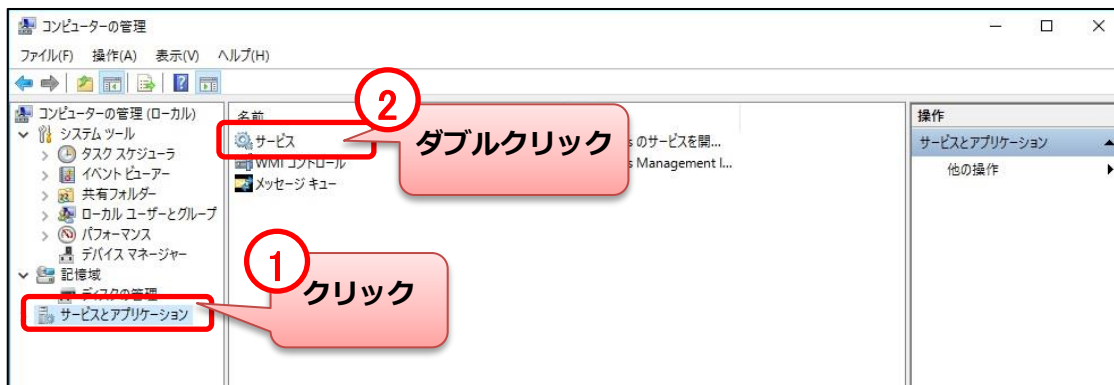 コンピューターの管理
ファイル(F) 操作(A) 表示(V) ヘルプ(H)
コンピューターの管理 (ローカル)
システム ツール
タスク スケジューラ
イベント ビューアー
共有フォルダー
ローカル ユーザーとグループ
パフォーマンス
デバイス マネージャー
記憶域
ディスクの管理
サービスとアプリケーション
名前
サービス
のサービスを開...
WMI コントロール
Management I...
メッセージ キュー
②
ダブルクリック
①
クリック
操作
サービスとアプリケーション
他の操作